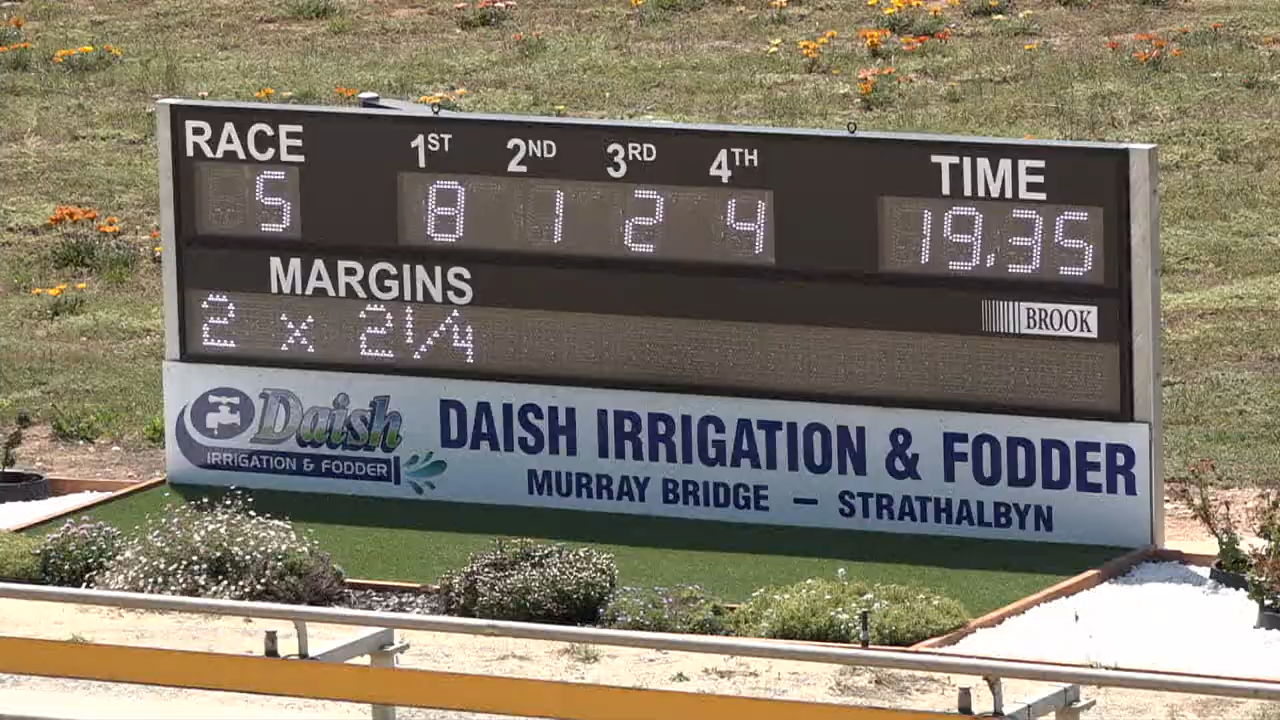 RACE 1ST 2ND 3RD 4TH TIME
5 8 1 2 4 19.35
MARGINS
2 x 2 1/4
BROOK
Daish
IRRIGATION & FODDER
DAISH IRRIGATION & FODDER
MURRAY BRIDGE – STRATHALBYN